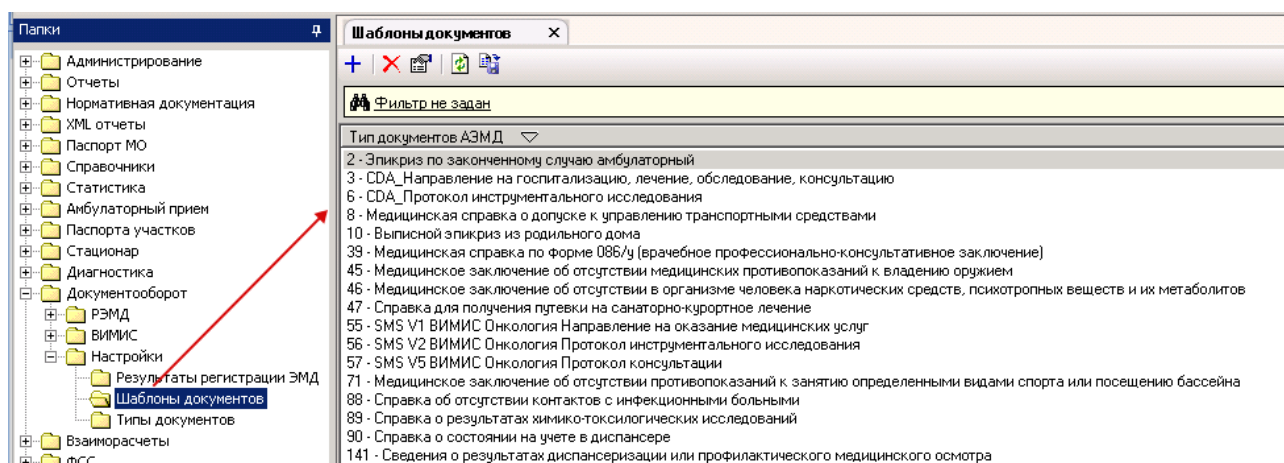 Папки
Администрирование
Отчеты
Нормативная документация
XML отчеты
Паспорт МО
Справочники
Статистика
Амбулаторный прием
Паспорта участков
Стационар
Диагностика
Документооборот
РЭМД
ВИМИС
Настройки
Результаты регистрации ЭМД
Шаблоны документов
Типы документов
Взаиморасчеты
ФСС
Шаблоны документов
Фильтр не задан
Тип документов АЭМД
2 - Эпикриз по законченному случаю амбулаторный
3 - CDA_Направление на госпитализацию, лечение, обследование, консультацию
6 - CDA_Протокол инструментального исследования
8 - Медицинская справка о допуске к управлению транспортными средствами
10 - Выписной эпикриз из родильного дома
39 - Медицинская справка по форме 086/у (врачебное профессионально-консультативное заключение)
45 - Медицинское заключение об отсутствии медицинских противопоказаний к владению оружием
46 - Медицинское заключение об отсутствии в организме человека наркотических средств, психотропных веществ и их метаболитов
47 - Справка для получения путевки на санаторно-курортное лечение
55 - SMS V1 ВИМИС Онкология Направление на оказание медицинских услуг
56 - SMS V2 ВИМИС Онкология Протокол инструментального исследования
57 - SMS V5 ВИМИС Онкология Протокол консультации
71 - Медицинское заключение об отсутствии противопоказаний к занятию определенными видами спорта или посещению бассейна
88 - Справка об отсутствии контактов с инфекционными больными
89 - Справка о результатах химико-токсилогических исследований
90 - Справка о состоянии на учете в диспансере
141 - Сведения о результатах диспансеризации или профилактического медицинского осмотра